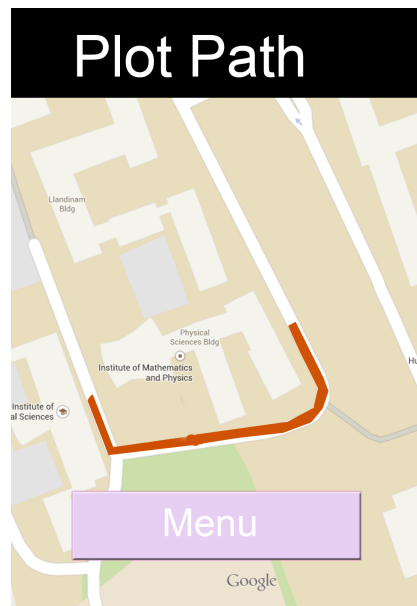 Plot Path
Llandinam
Bldg
Physical
Sciences Bldg
Institute of Mathematics
and Physics
Hu
Institute of
al Sciences
Menu
Google